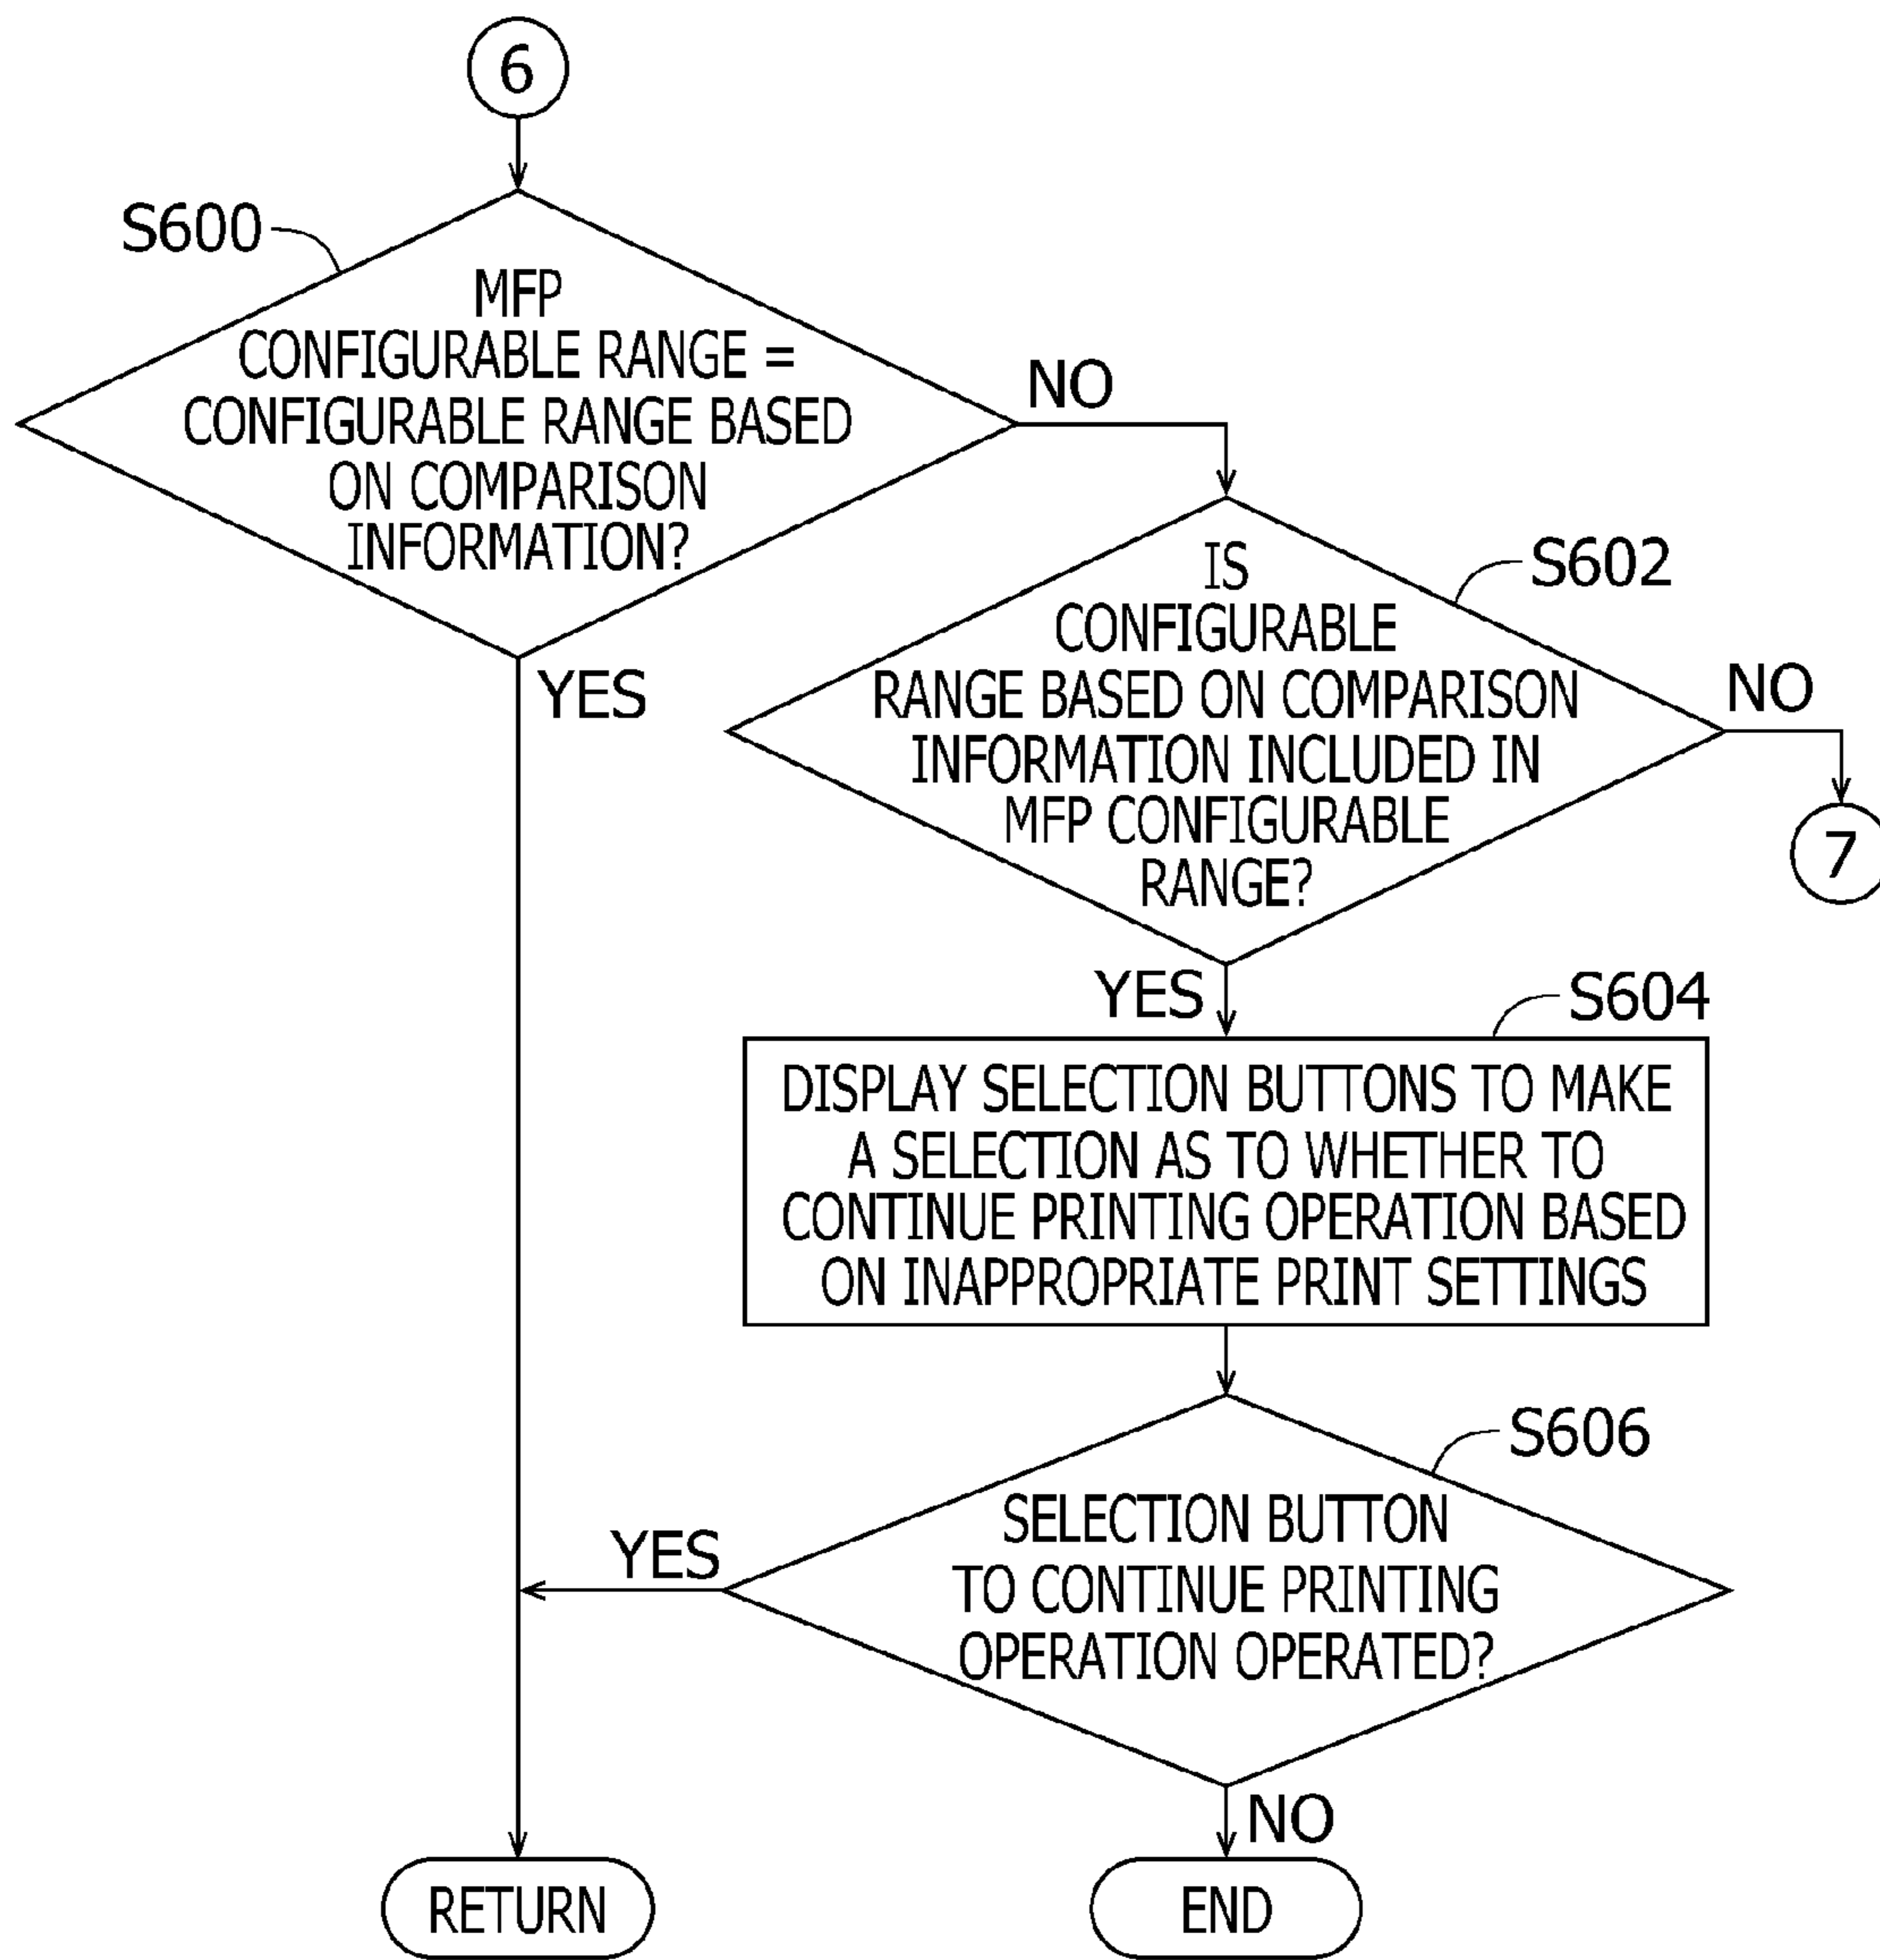 6
S600
MFP
CONFIGURABLE RANGE =
CONFIGURABLE RANGE BASED
ON COMPARISON
INFORMATION?
NO
YES
S602
IS
CONFIGURABLE
RANGE BASED ON COMPARISON
INFORMATION INCLUDED IN
MFP CONFIGURABLE
RANGE?
NO
7
YES
S604
DISPLAY SELECTION BUTTONS TO MAKE
A SELECTION AS TO WHETHER TO
CONTINUE PRINTING OPERATION BASED
ON INAPPROPRIATE PRINT SETTINGS
S606
SELECTION BUTTON
TO CONTINUE PRINTING
OPERATION OPERATED?
YES
NO
RETURN
END